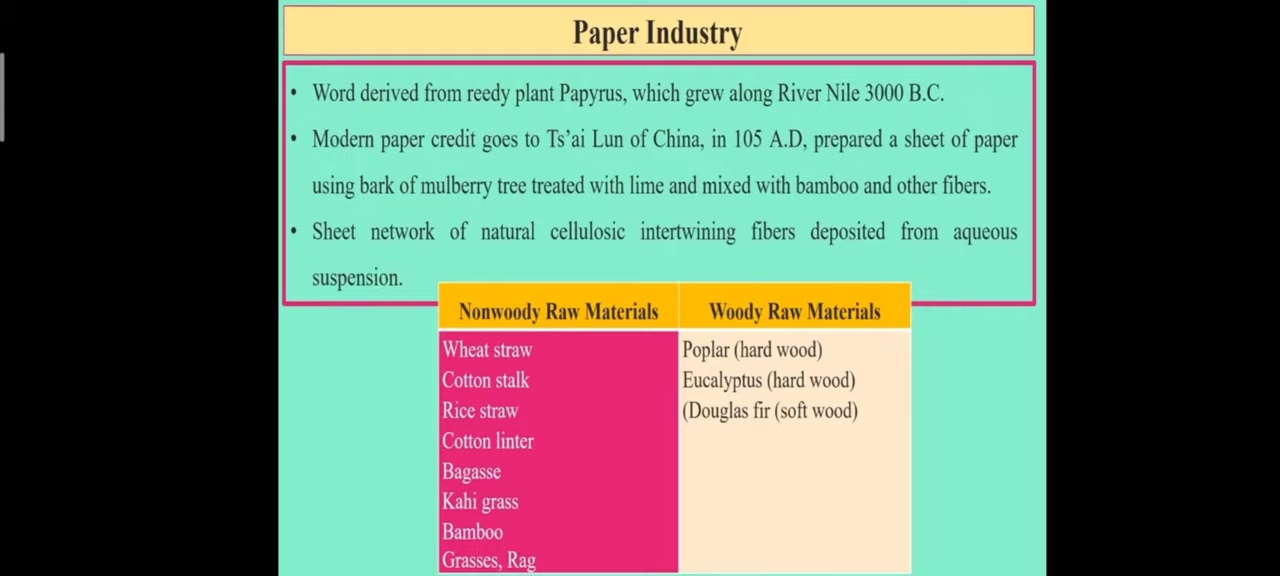 Paper Industry
• Word derived from reedy plant Papyrus, which grew along River Nile 3000 B.C.
• Modern paper credit goes to Ts’ai Lun of China, in 105 A.D, prepared a sheet of paper
using bark of mulberry tree treated with lime and mixed with bamboo and other fibers.
• Sheet network of natural cellulosic intertwining fibers deposited from aqueous
suspension.
Nonwoody Raw Materials
Wheat straw
Cotton stalk
Rice straw
Cotton linter
Bagasse
Kahi grass
Bamboo
Grasses, Rag
Woody Raw Materials
Poplar (hard wood)
Eucalyptus (hard wood)
(Douglas fir (soft wood)